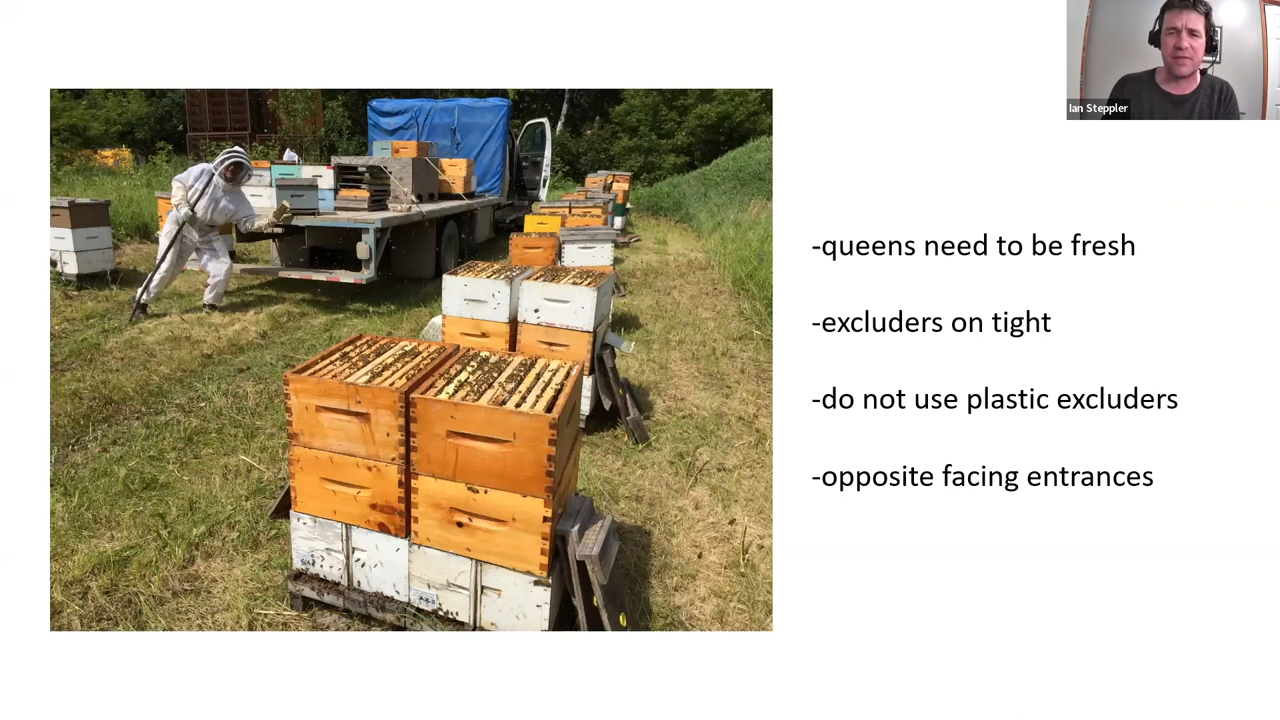 Ian Steppler
-queens need to be fresh
-excluders on tight
-do not use plastic excluders
-opposite facing entrances